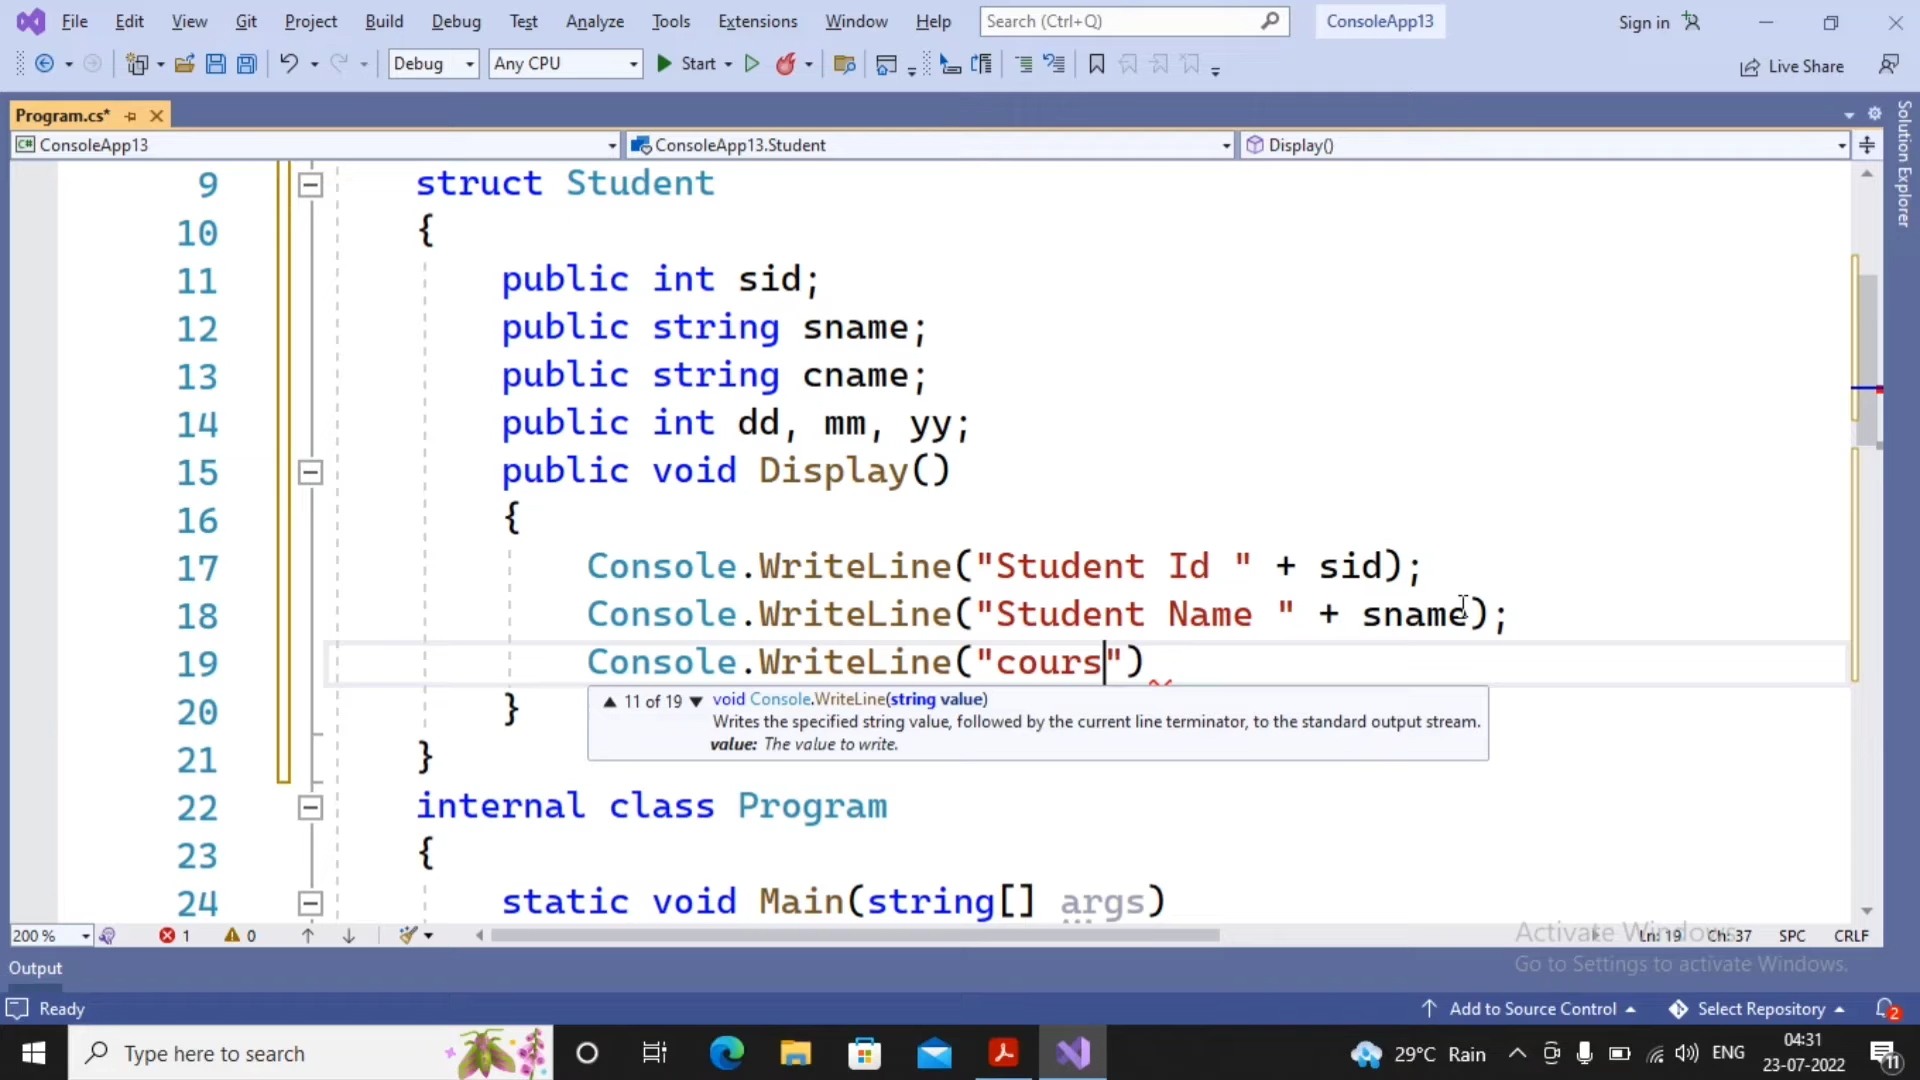 File Edit View Git Project Build Debug Test Analyze Tools Extensions Window Help Search (Ctrl+Q) ConsoleApp13 Sign in
Debug Any CPU Start Live Share
Program.cs*
ConsoleApp13 ConsoleApp13.Student Display()
Solution Explorer
9 struct Student
10 {
11 public int sid;
12 public string sname;
13 public string cname;
14 public int dd, mm, yy;
15 public void Display()
16 {
17 Console.WriteLine("Student Id " + sid);
18 Console.WriteLine("Student Name " + sname);
19 Console.WriteLine("cours")
20 }
11 of 19 void Console.WriteLine(string value)
Writes the specified string value, followed by the current line terminator, to the standard output stream.
value: The value to write.
21 }
22 internal class Program
23 {
24 static void Main(string[] args)
200 % 1 0 Ln: 19 Ch: 37 SPC CRLF
Activate Windows
Go to Settings to activate Windows.
Output
Ready Add to Source Control Select Repository 2
Type here to search 29°C Rain ENG 04:31
23-07-2022 11